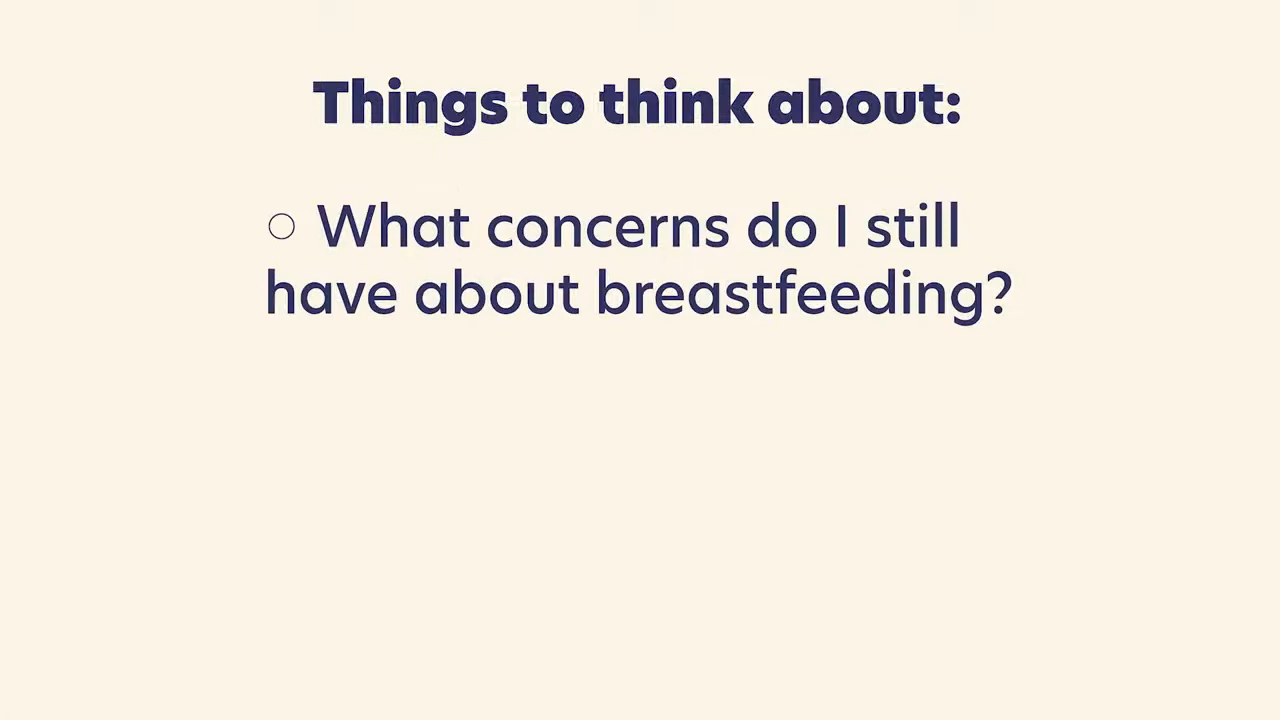 Things to think about:
○ What concerns do I still
have about breastfeeding?